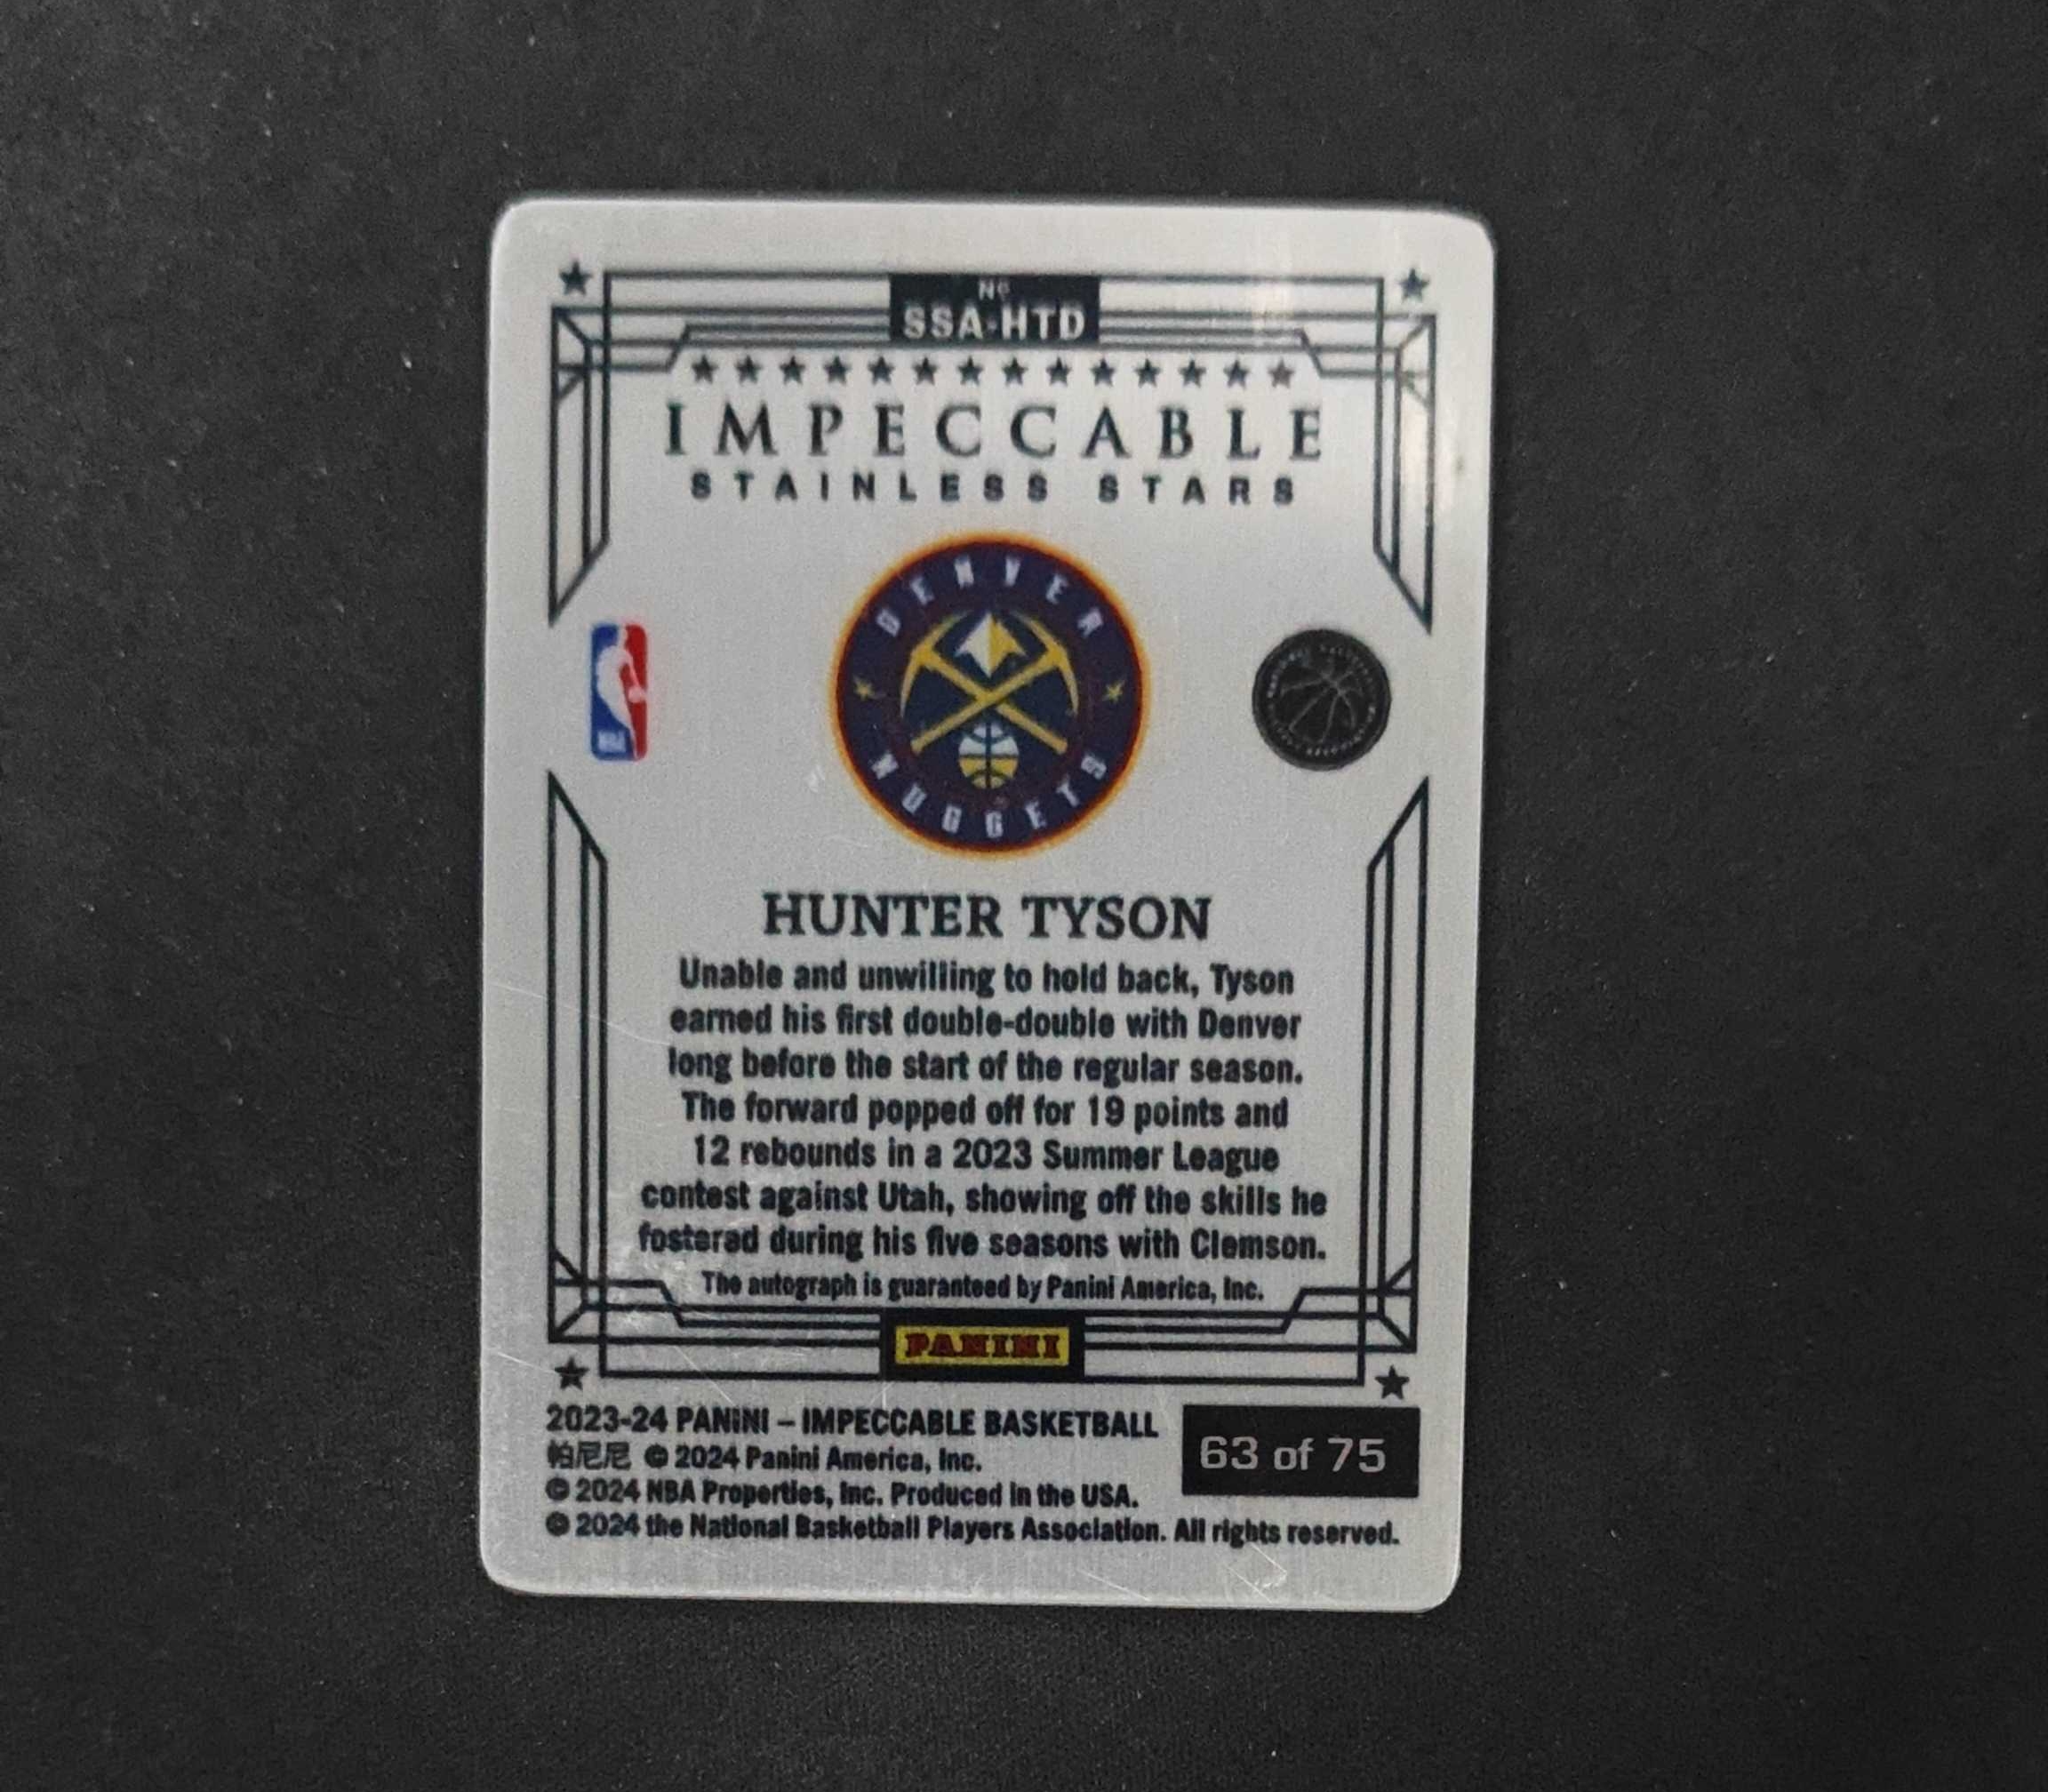 Nº
SSA-HTD
IMPECCABLE
STAINLESS STARS
DENVER
NUGGETS
NBA
HUNTER TYSON
Unable and unwilling to hold back, Tyson
earned his first double-double with Denver
long before the start of the regular season.
The forward popped off for 19 points and
12 rebounds in a 2023 Summer League
contest against Utah, showing off the skills he
fostered during his five seasons with Clemson.
The autograph is guaranteed by Panini America, Inc.
PANINI
2023-24 PANINI – IMPECCABLE BASKETBALL
帕尼尼 © 2024 Panini America, Inc.
© 2024 NBA Properties, Inc. Produced in the USA.
© 2024 the National Basketball Players Association. All rights reserved.
63 of 75